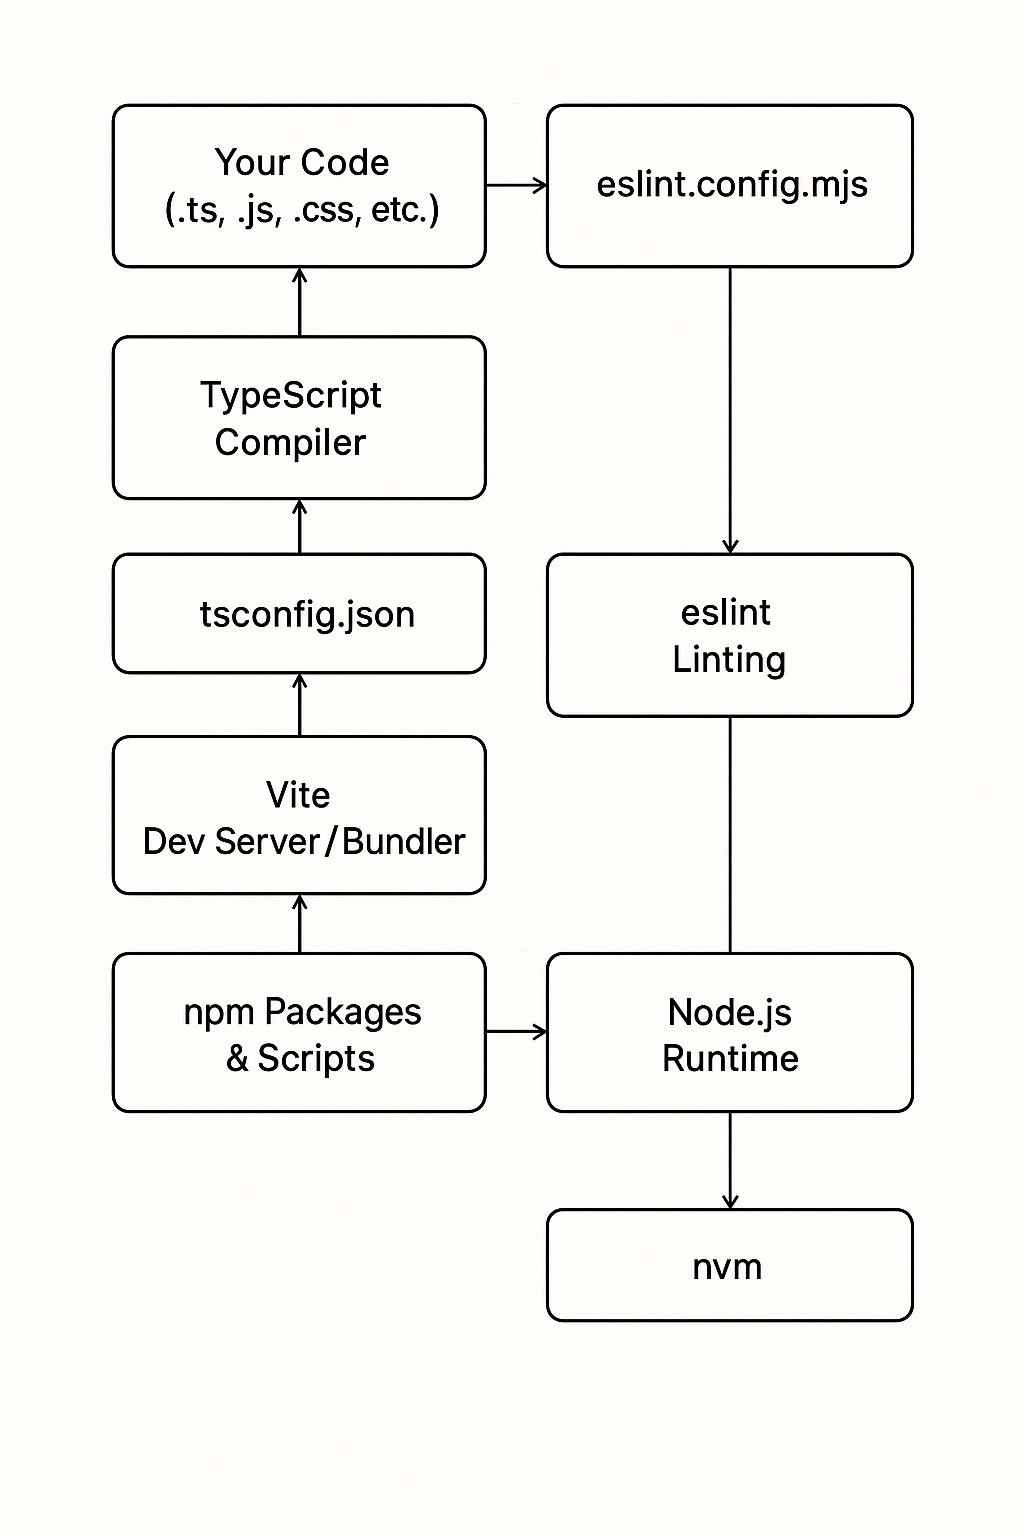 Your Code
(.ts, .js, .css, etc.)
eslint.config.mjs
TypeScript
Compiler
tsconfig.json
eslint
Linting
Vite
Dev Server/Bundler
npm Packages
& Scripts
Node.js
Runtime
nvm